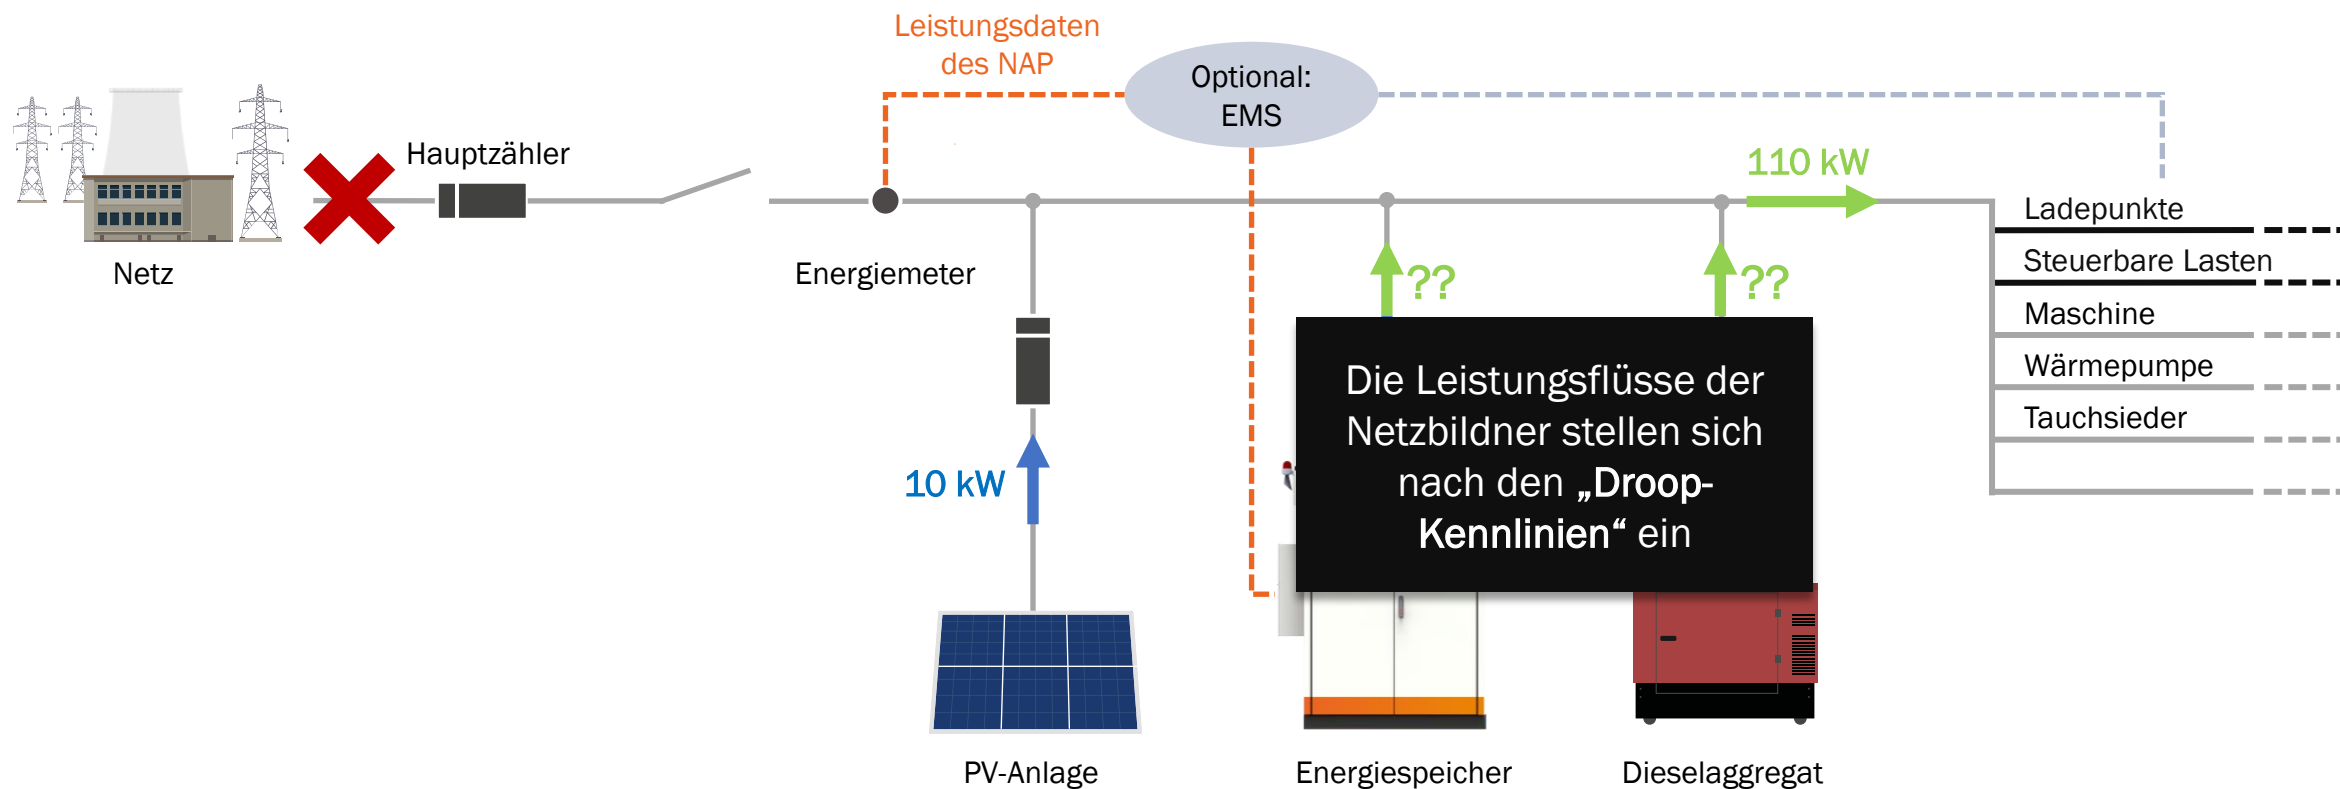 Leistungsdaten
des NAP
Optional:
EMS
Hauptzähler
110 kW
Netz
Energiemeter
??
??
Ladepunkte
Steuerbare Lasten
Maschine
Wärmepumpe
Tauchsieder
Die Leistungsflüsse der
Netzbildner stellen sich
nach den „Droop-
Kennlinien“ ein
10 kW
PV-Anlage
Energiespeicher
Dieselaggregat